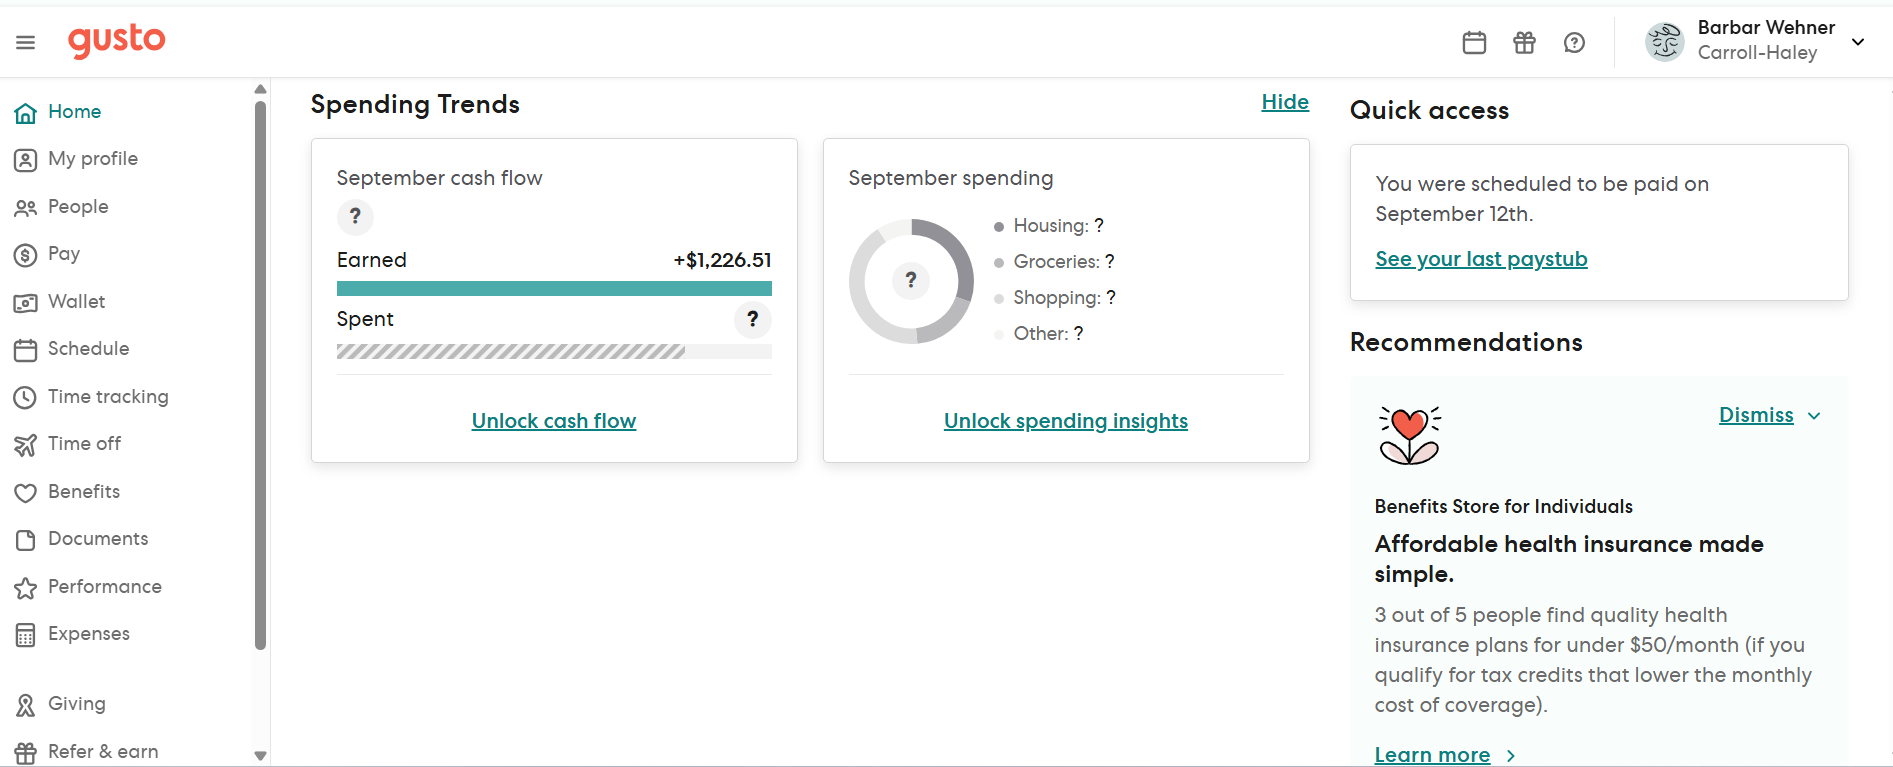 gusto
Barbar Wehner
Carroll-Haley
Home
My profile
People
Pay
Wallet
Schedule
Time tracking
Time off
Benefits
Documents
Performance
Expenses
Giving
Refer & earn
Spending Trends
Hide
September cash flow
?
Earned +$1,226.51
Spent ?
Unlock cash flow
September spending
?
Housing: ?
Groceries: ?
Shopping: ?
Other: ?
Unlock spending insights
Quick access
You were scheduled to be paid on
September 12th.
See your last paystub
Recommendations
Dismiss
Benefits Store for Individuals
Affordable health insurance made
simple.
3 out of 5 people find quality health
insurance plans for under $50/month (if you
qualify for tax credits that lower the monthly
cost of coverage).
Learn more